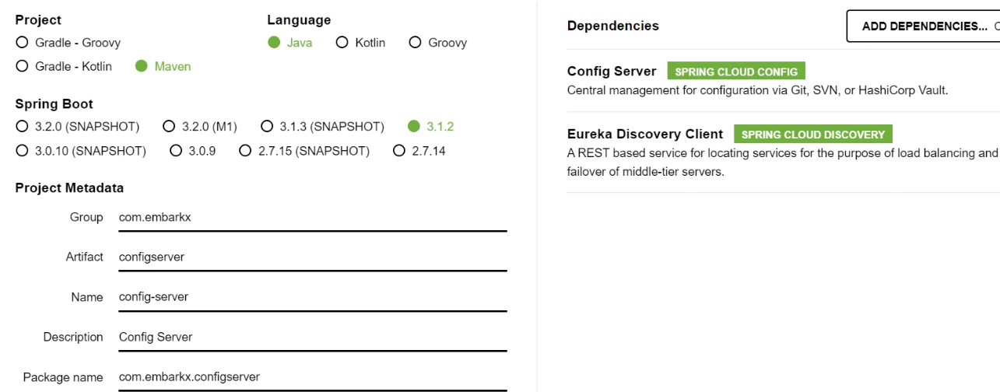 Project
Gradle - Groovy
Gradle - Kotlin Maven
Language
Java Kotlin Groovy
Spring Boot
3.2.0 (SNAPSHOT) 3.2.0 (M1) 3.1.3 (SNAPSHOT) 3.1.2
3.0.10 (SNAPSHOT) 3.0.9 2.7.15 (SNAPSHOT) 2.7.14
Project Metadata
Group com.embarkx
Artifact configserver
Name config-server
Description Config Server
Package name com.embarkx.configserver
Dependencies
ADD DEPENDENCIES...
Config Server SPRING CLOUD CONFIG
Central management for configuration via Git, SVN, or HashiCorp Vault.
Eureka Discovery Client SPRING CLOUD DISCOVERY
A REST based service for locating services for the purpose of load balancing and
failover of middle-tier servers.